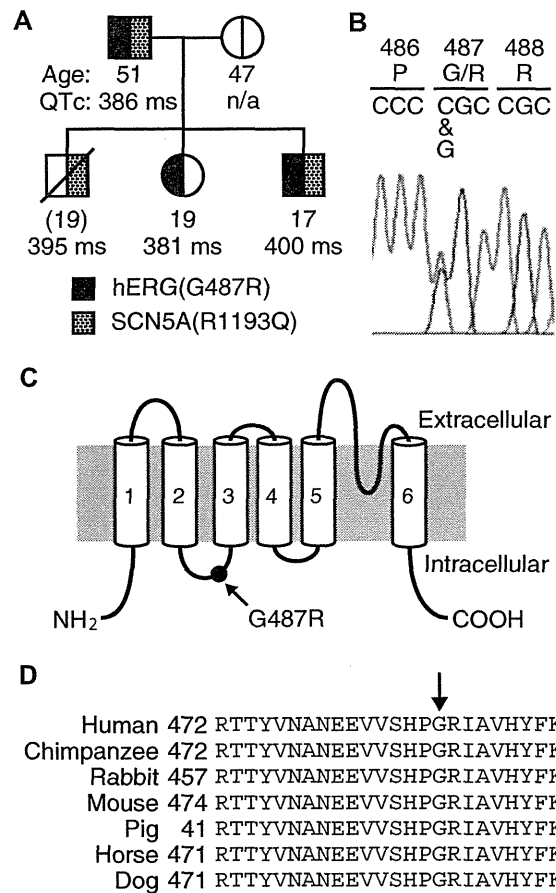 A
Age: 51 47
QTc: 386 ms n/a
(19) 19 17
395 ms 381 ms 400 ms
hERG(G487R)
SCN5A(R1193Q)
B
486 487 488
P G/R R
CCC CGC CGC
&
G
C
Extracellular
1 2 3 4 5 6
Intracellular
NH2 G487R COOH
D
Human 472 RTTYVNANEEVVSHPGRIAVHYFK
Chimpanzee 472 RTTYVNANEEVVSHPGRIAVHYFK
Rabbit 457 RTTYVNANEEVVSHPGRIAVHYFK
Mouse 474 RTTYVNANEEVVSHPGRIAVHYFK
Pig 41 RTTYVNANEEVVSHPGRIAVHYFK
Horse 471 RTTYVNANEEVVSHPGRIAVHYFK
Dog 471 RTTYVNANEEVVSHPGRIAVHYFK